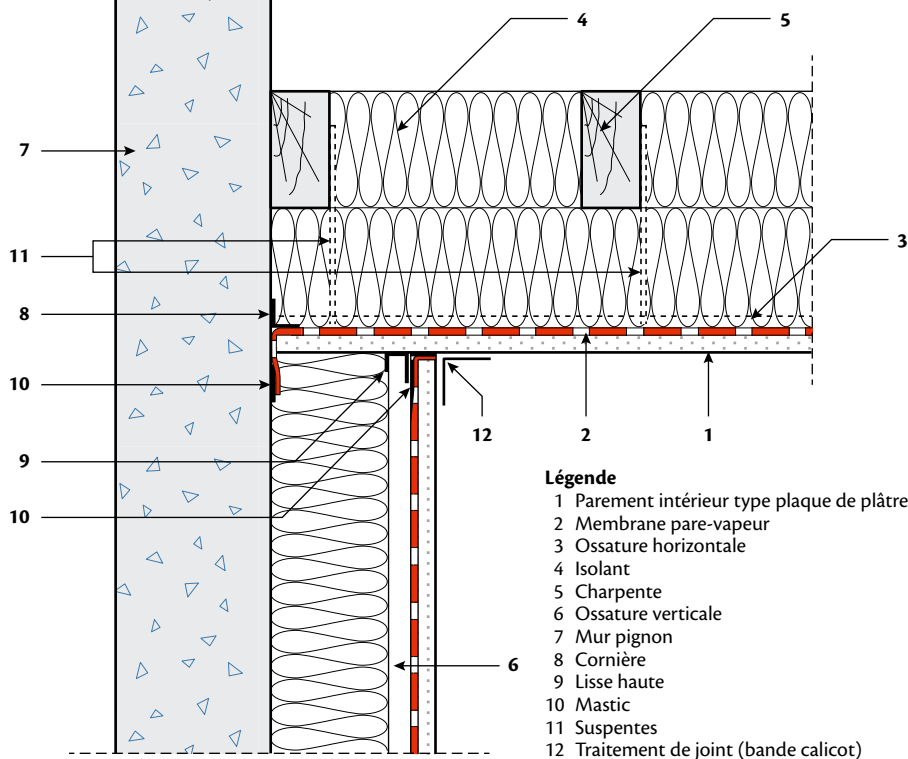 4
5
7
11
3
8
10
12
2
1
9
10
6
Légende
1 Parement intérieur type plaque de plâtre
2 Membrane pare-vapeur
3 Ossature horizontale
4 Isolant
5 Charpente
6 Ossature verticale
7 Mur pignon
8 Cornière
9 Lisse haute
10 Mastic
11 Suspentes
12 Traitement de joint (bande calicot)